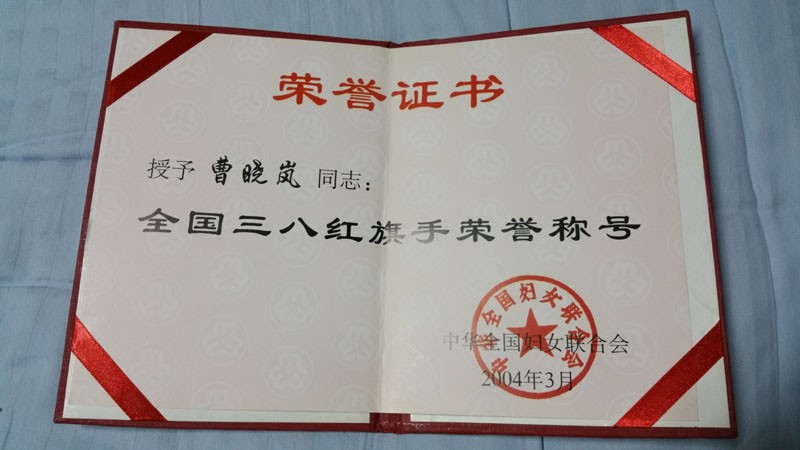 荣誉证书
授予 曹晓岚 同志：
全国三八红旗手荣誉称号
中华全国妇女联合会
中华全国妇女联合会
2004年3月